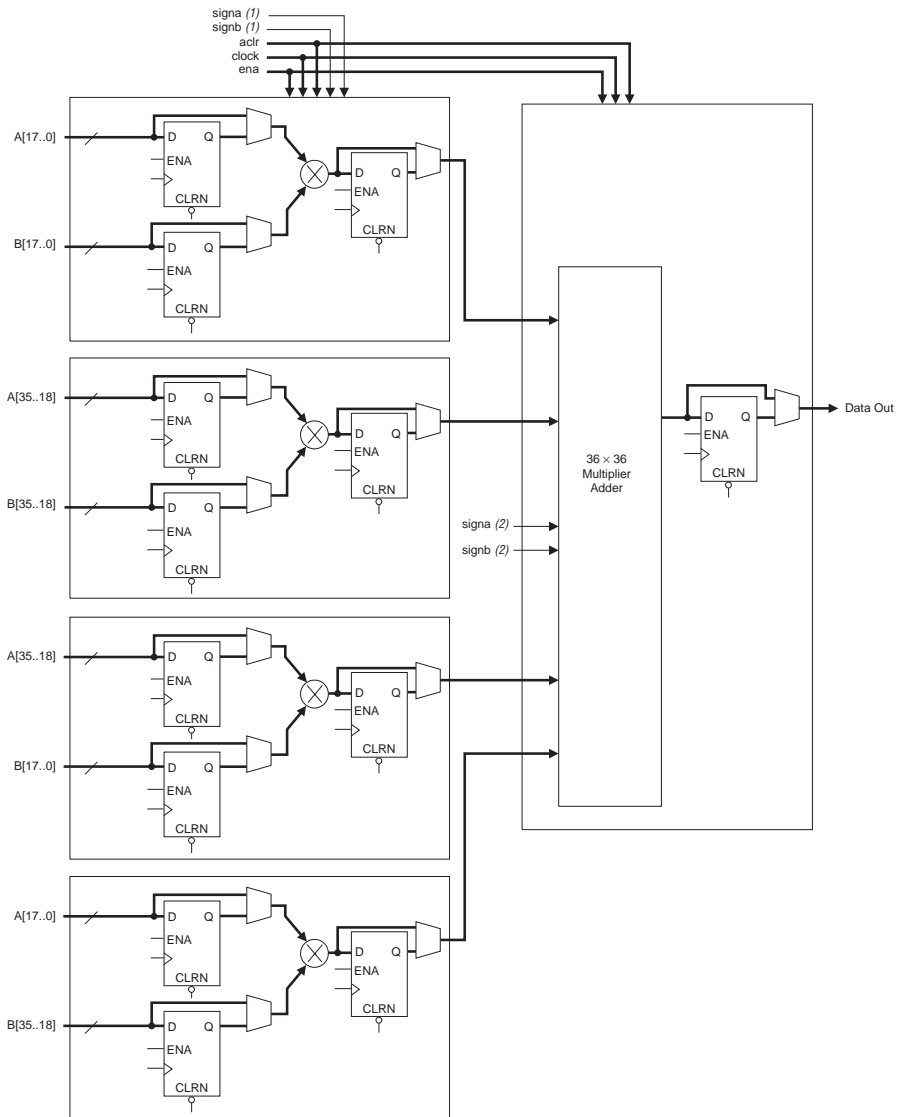 signa (1)
signb (1)
aclr
clock
ena
A[17..0]
D Q
ENA
CLRN
D Q
ENA
CLRN
B[17..0]
D Q
ENA
CLRN
A[35..18]
D Q
ENA
CLRN
D Q
ENA
CLRN
B[35..18]
D Q
ENA
CLRN
36 × 36
Multiplier
Adder
signa (2)
signb (2)
D Q
ENA
CLRN
Data Out
A[35..18]
D Q
ENA
CLRN
D Q
ENA
CLRN
B[17..0]
D Q
ENA
CLRN
A[17..0]
D Q
ENA
CLRN
D Q
ENA
CLRN
B[35..18]
D Q
ENA
CLRN